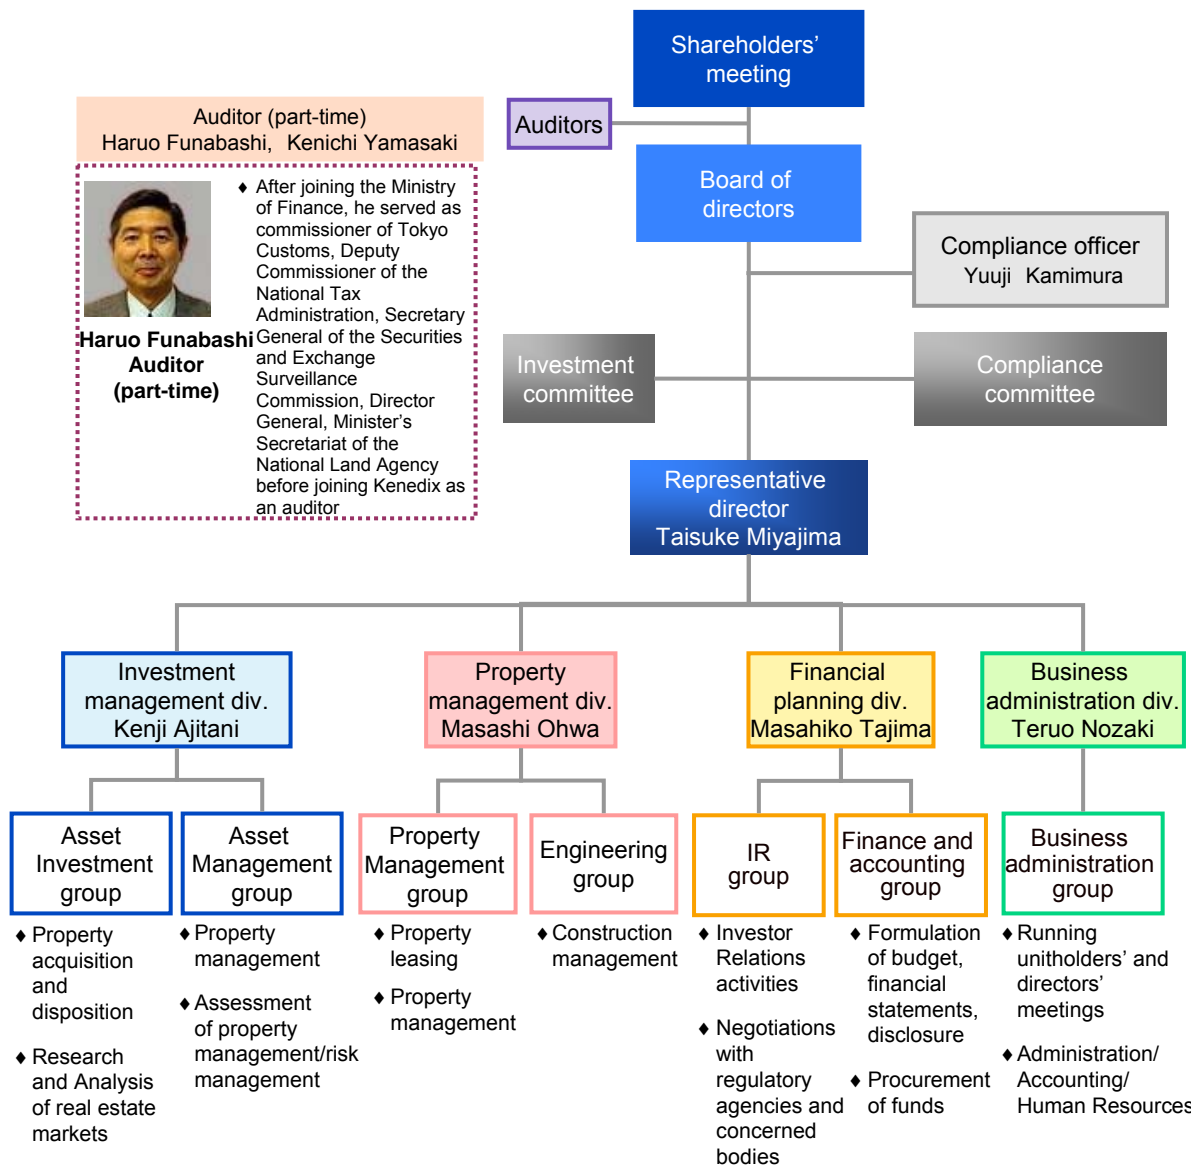 Shareholders'
meeting
Auditors
Auditor (part-time)
Haruo Funabashi,  Kenichi Yamasaki
Haruo Funabashi
Auditor
(part-time)
♦ After joining the Ministry
of Finance, he served as
commissioner of Tokyo
Customs, Deputy
Commissioner of the
National Tax
Administration, Secretary
General of the Securities
and Exchange
Surveillance
Commission, Director
General, Minister's
Secretariat of the
National Land Agency
before joining Kenedix as
an auditor
Board of
directors
Compliance officer
Yuuji  Kamimura
Investment
committee
Compliance
committee
Representative
director
Taisuke Miyajima
Investment
management div.
Kenji Ajitani
Property
management div.
Masashi Ohwa
Financial
planning div.
Masahiko Tajima
Business
administration div.
Teruo Nozaki
Asset
Investment
group
♦ Property
acquisition
and
disposition
♦ Research
and Analysis
of real estate
markets
Asset
Management
group
♦ Property
management
♦ Assessment
of property
management/risk
management
Property
Management
group
♦ Property
leasing
♦ Property
management
Engineering
group
♦ Construction
management
IR
group
♦ Investor
Relations
activities
♦ Negotiations
with
regulatory
agencies and
concerned
bodies
Finance and
accounting
group
♦ Formulation
of budget,
financial
statements,
disclosure
♦ Procurement
of funds
Business
administration
group
♦ Running
unitholders' and
directors'
meetings
♦ Administration/
Accounting/
Human Resources